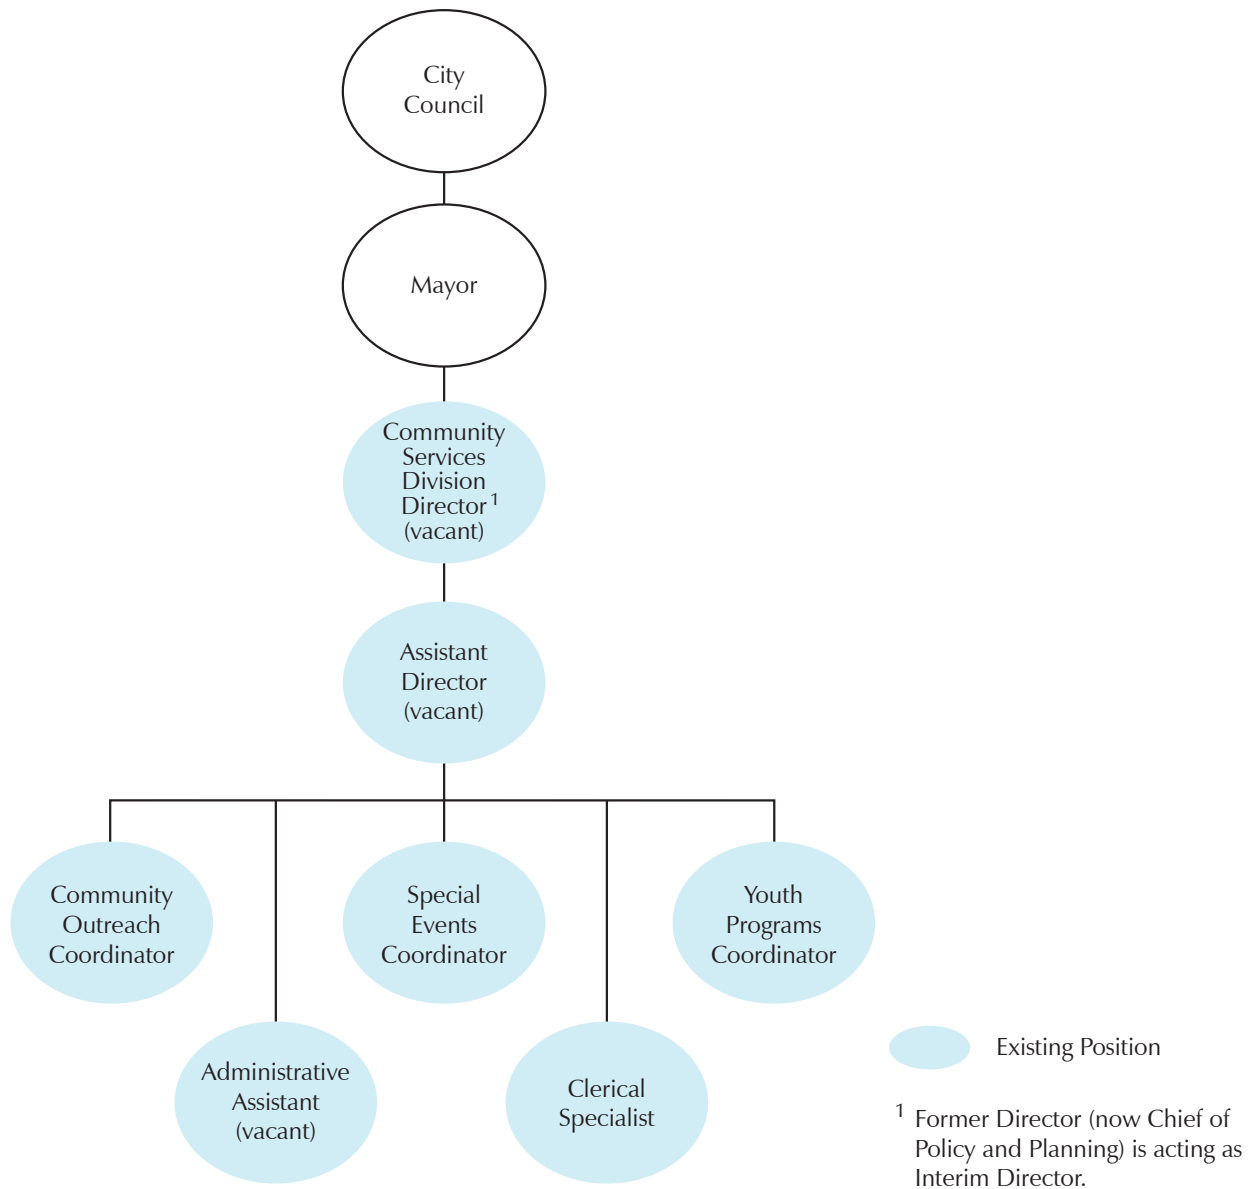 City
Council
Mayor
Community
Services
Division
Director¹
(vacant)
Assistant
Director
(vacant)
Community
Outreach
Coordinator
Special
Events
Coordinator
Youth
Programs
Coordinator
Administrative
Assistant
(vacant)
Clerical
Specialist
Existing Position
¹ Former Director (now Chief of
Policy and Planning) is acting as
Interim Director.